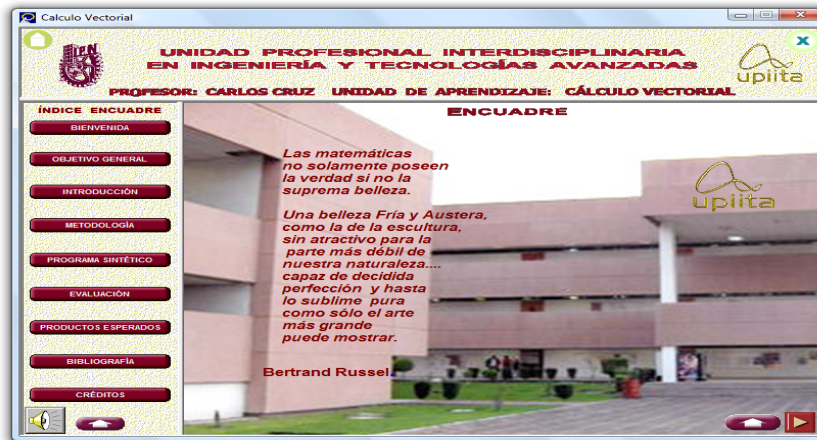 Calculo Vectorial
IPN
UNIDAD PROFESIONAL INTERDISCIPLINARIA
EN INGENIERÍA Y TECNOLOGÍAS AVANZADAS
upiita
PROFESOR: CARLOS CRUZ UNIDAD DE APRENDIZAJE: CÁLCULO VECTORIAL
ÍNDICE ENCUADRE
BIENVENIDA
OBJETIVO GENERAL
INTRODUCCIÓN
METODOLOGÍA
PROGRAMA SINTÉTICO
EVALUACIÓN
PRODUCTOS ESPERADOS
BIBLIOGRAFÍA
CRÉDITOS
ENCUADRE
Las matemáticas
no solamente poseen
la verdad si no la
suprema belleza.
Una belleza Fría y Austera,
como la de la escultura,
sin atractivo para la
parte más débil de
nuestra naturaleza....
capaz de decidida
perfección y hasta
lo sublime pura
como sólo el arte
más grande
puede mostrar.
Bertrand Russel.
upiita